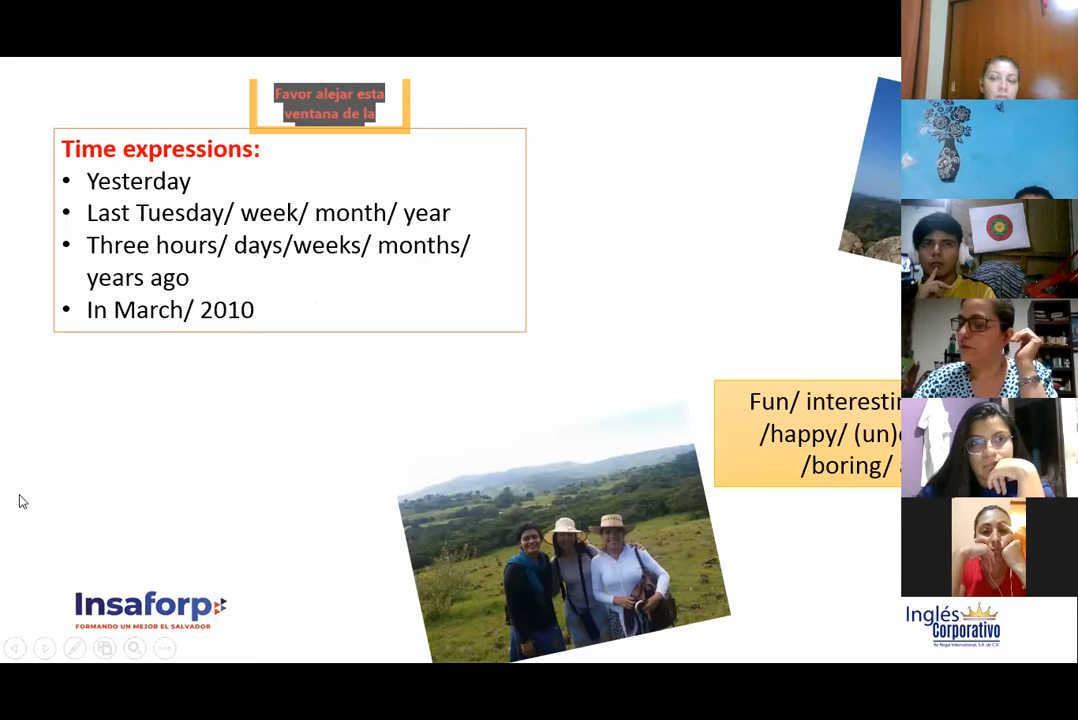 Favor alejar esta
ventana de la
Time expressions:
• Yesterday
• Last Tuesday/ week/ month/ year
• Three hours/ days/weeks/ months/
years ago
• In March/ 2010
Fun/
/happy/
/boring/
Insaforp
FORMANDO UN MEJOR EL SALVADOR
Inglés
Corporativo
By Regal International, S.A. de C.V.